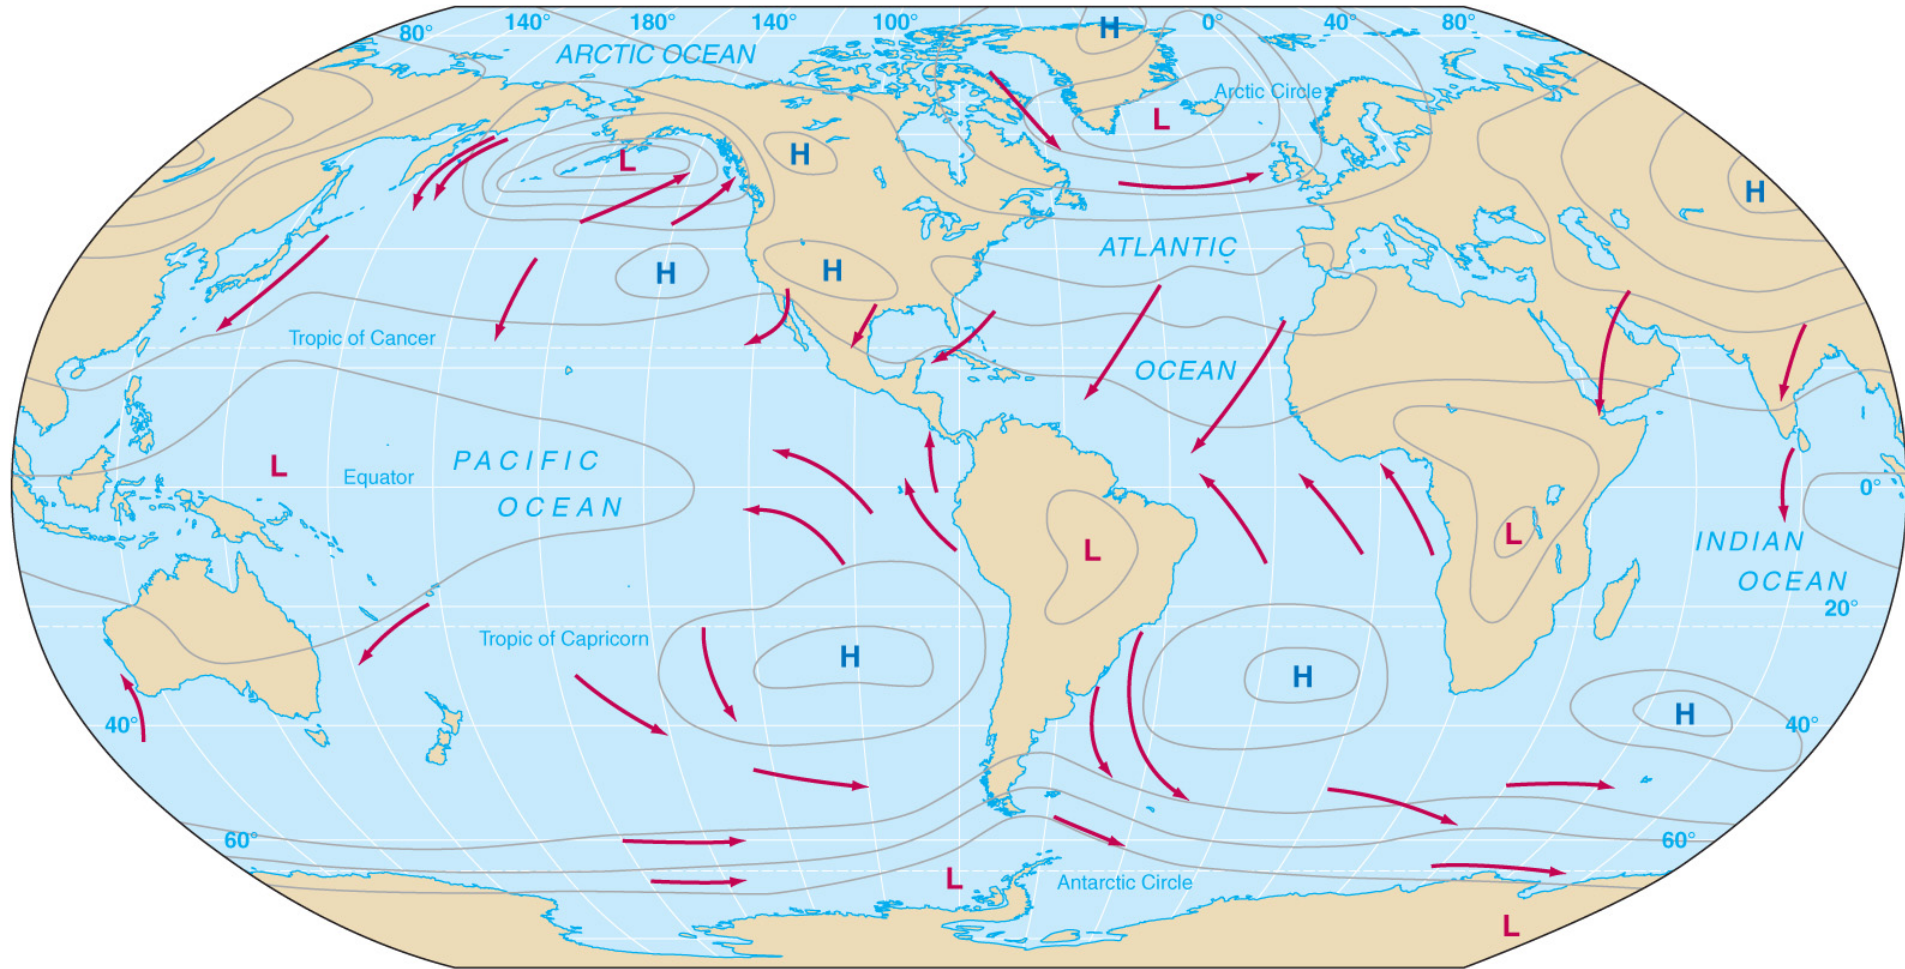 140° 180° 140° 100° 0° 40° 80°
80°
H
ARCTIC OCEAN
Arctic Circle
L
L
H
H
ATLANTIC
H
H
Tropic of Cancer
OCEAN
L
Equator
PACIFIC
OCEAN
0°
L
L
INDIAN
OCEAN
20°
Tropic of Capricorn
H
H
H
40°
40°
60°
60°
L
Antarctic Circle
L